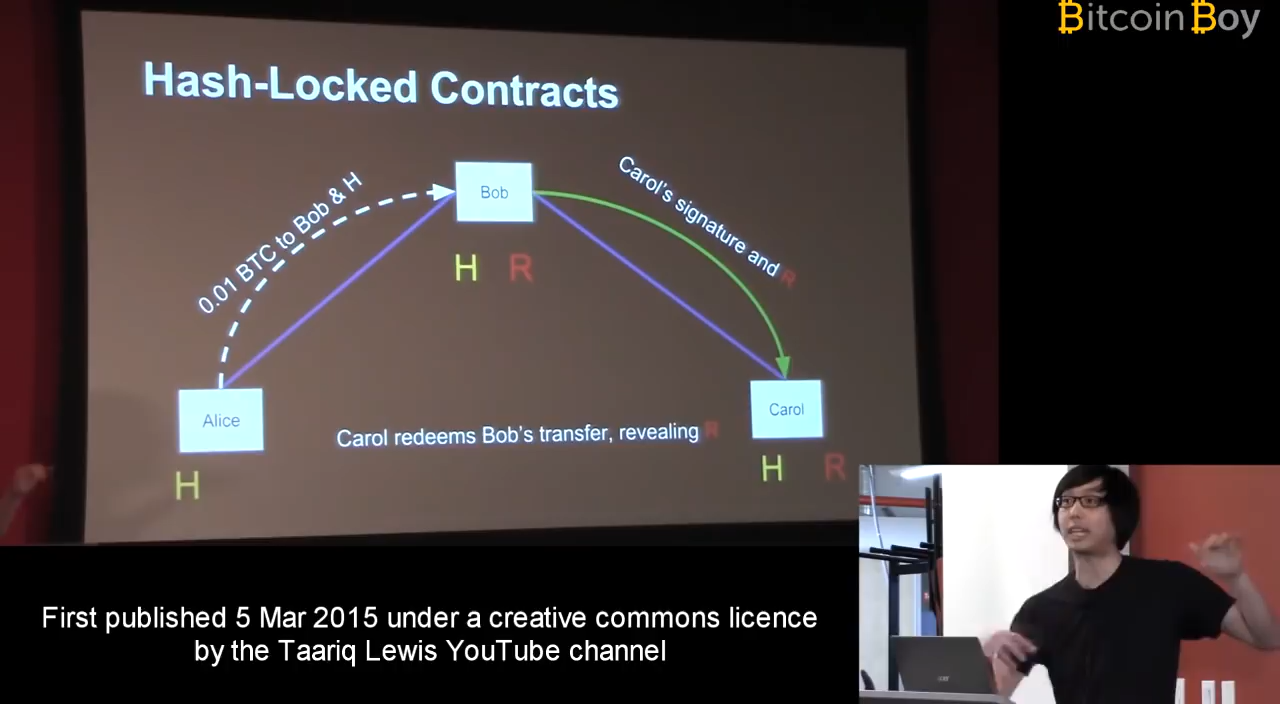 Bitcoin Boy
Hash-Locked Contracts
Bob
Carol's signature and R
0.01 BTC to Bob & H
H R
Alice
Carol
Carol redeems Bob's transfer, revealing R
H
H R
First published 5 Mar 2015 under a creative commons licence
by the Taariq Lewis YouTube channel
acer